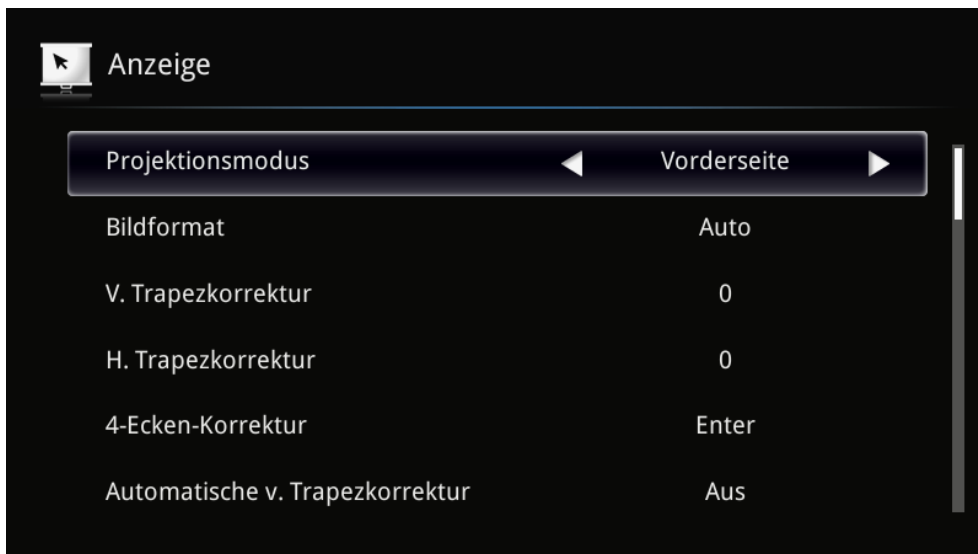 Anzeige
Projektionsmodus Vorderseite
Bildformat Auto
V. Trapezkorrektur 0
H. Trapezkorrektur 0
4-Ecken-Korrektur Enter
Automatische v. Trapezkorrektur Aus